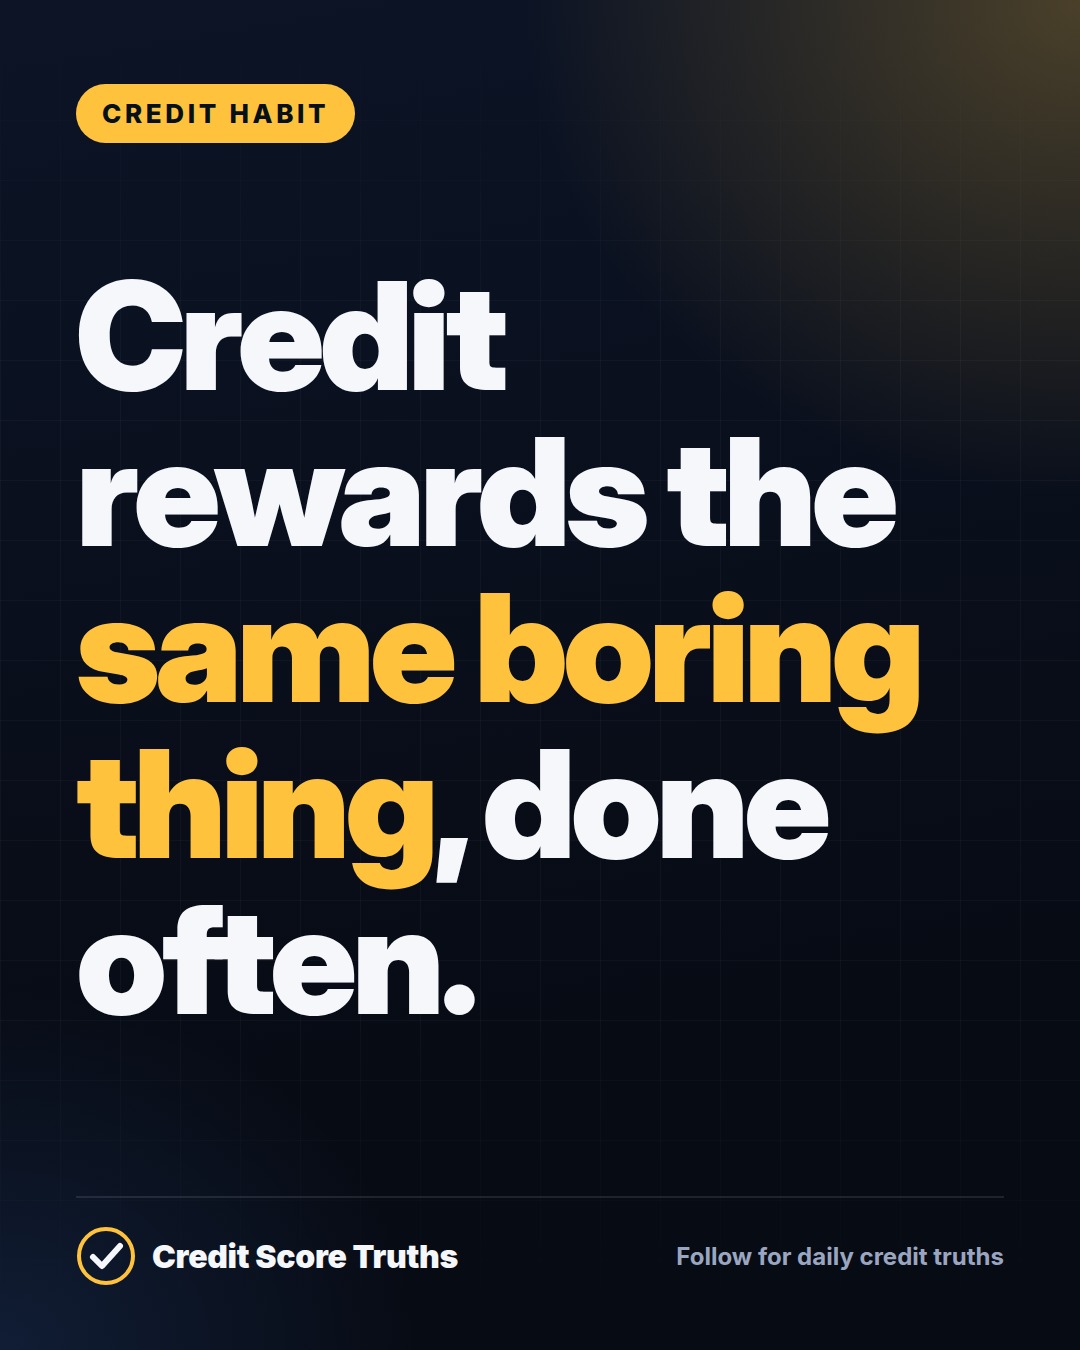 CREDIT HABIT
Credit
rewards the
same boring
thing, done
often.
Credit Score Truths
Follow for daily credit truths